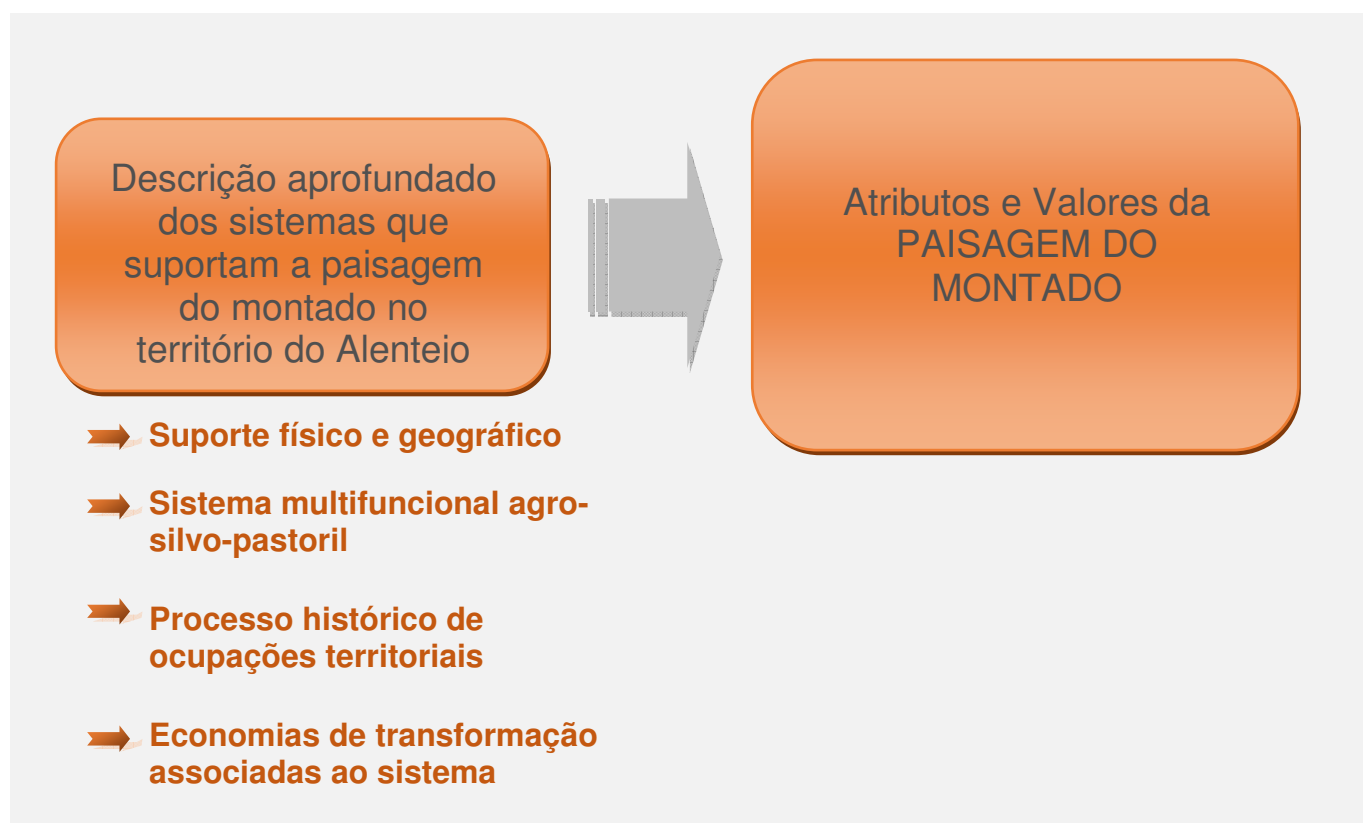 Descrição aprofundado
dos sistemas que
suportam a paisagem
do montado no
território do Alenteio
Suporte físico e geográfico
Sistema multifuncional agro-
silvo-pastoril
Processo histórico de
ocupações territoriais
Economias de transformação
associadas ao sistema
Atributos e Valores da
PAISAGEM DO
MONTADO